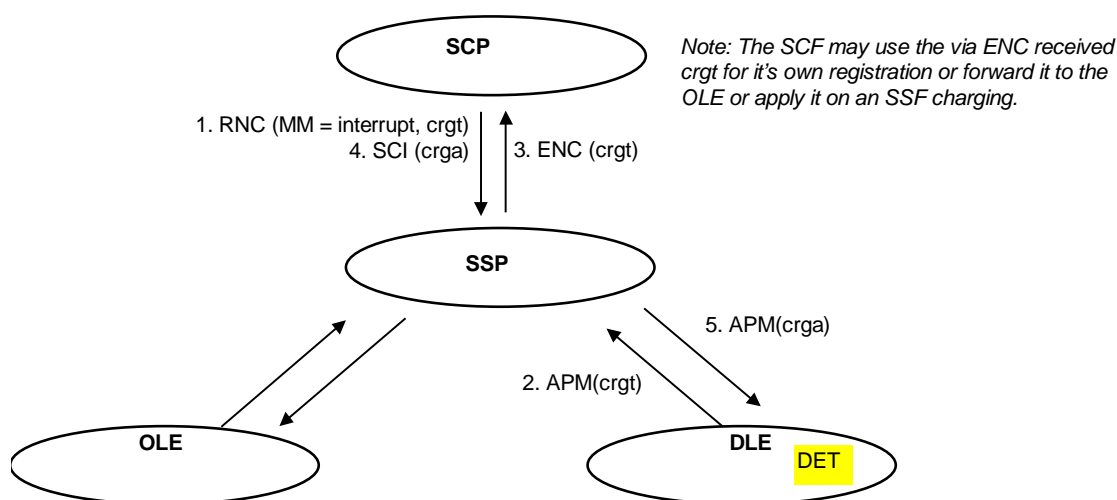 SCP
Note: The SCF may use the via ENC received
crgt for it's own registration or forward it to the
OLE or apply it on an SSF charging.
1. RNC (MM = interrupt, crgt)
4. SCI (crga)
3. ENC (crgt)
SSP
5. APM(crga)
2. APM(crgt)
OLE
DLE
DET